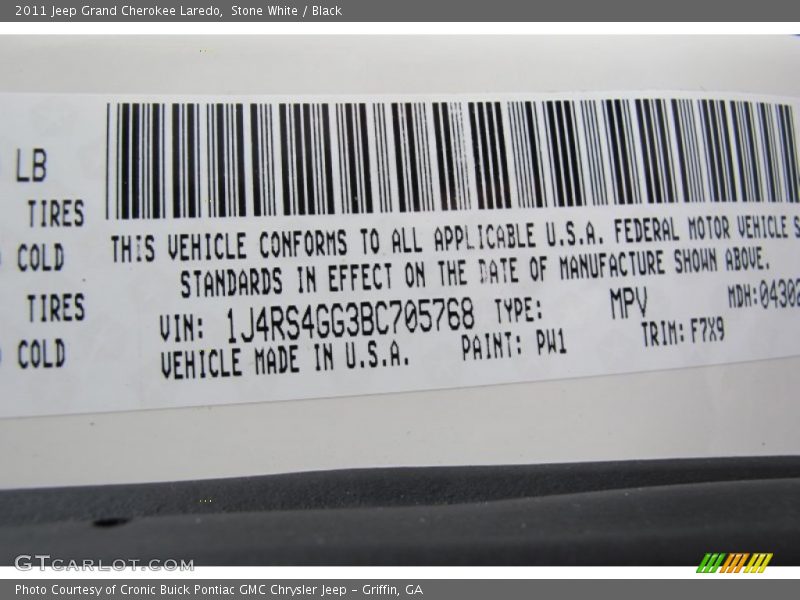 2011 Jeep Grand Cherokee Laredo, Stone White / Black
LB
TIRES
COLD
TIRES
COLD
THIS VEHICLE CONFORMS TO ALL APPLICABLE U.S.A. FEDERAL MOTOR VEHICLE S
STANDARDS IN EFFECT ON THE DATE OF MANUFACTURE SHOWN ABOVE.
VIN: 1J4RS4GG3BC705768 TYPE: MPV MDH:04302
VEHICLE MADE IN U.S.A. PAINT: PW1 TRIM: F7X9
GTCARLOT.COM
Photo Courtesy of Cronic Buick Pontiac GMC Chrysler Jeep - Griffin, GA